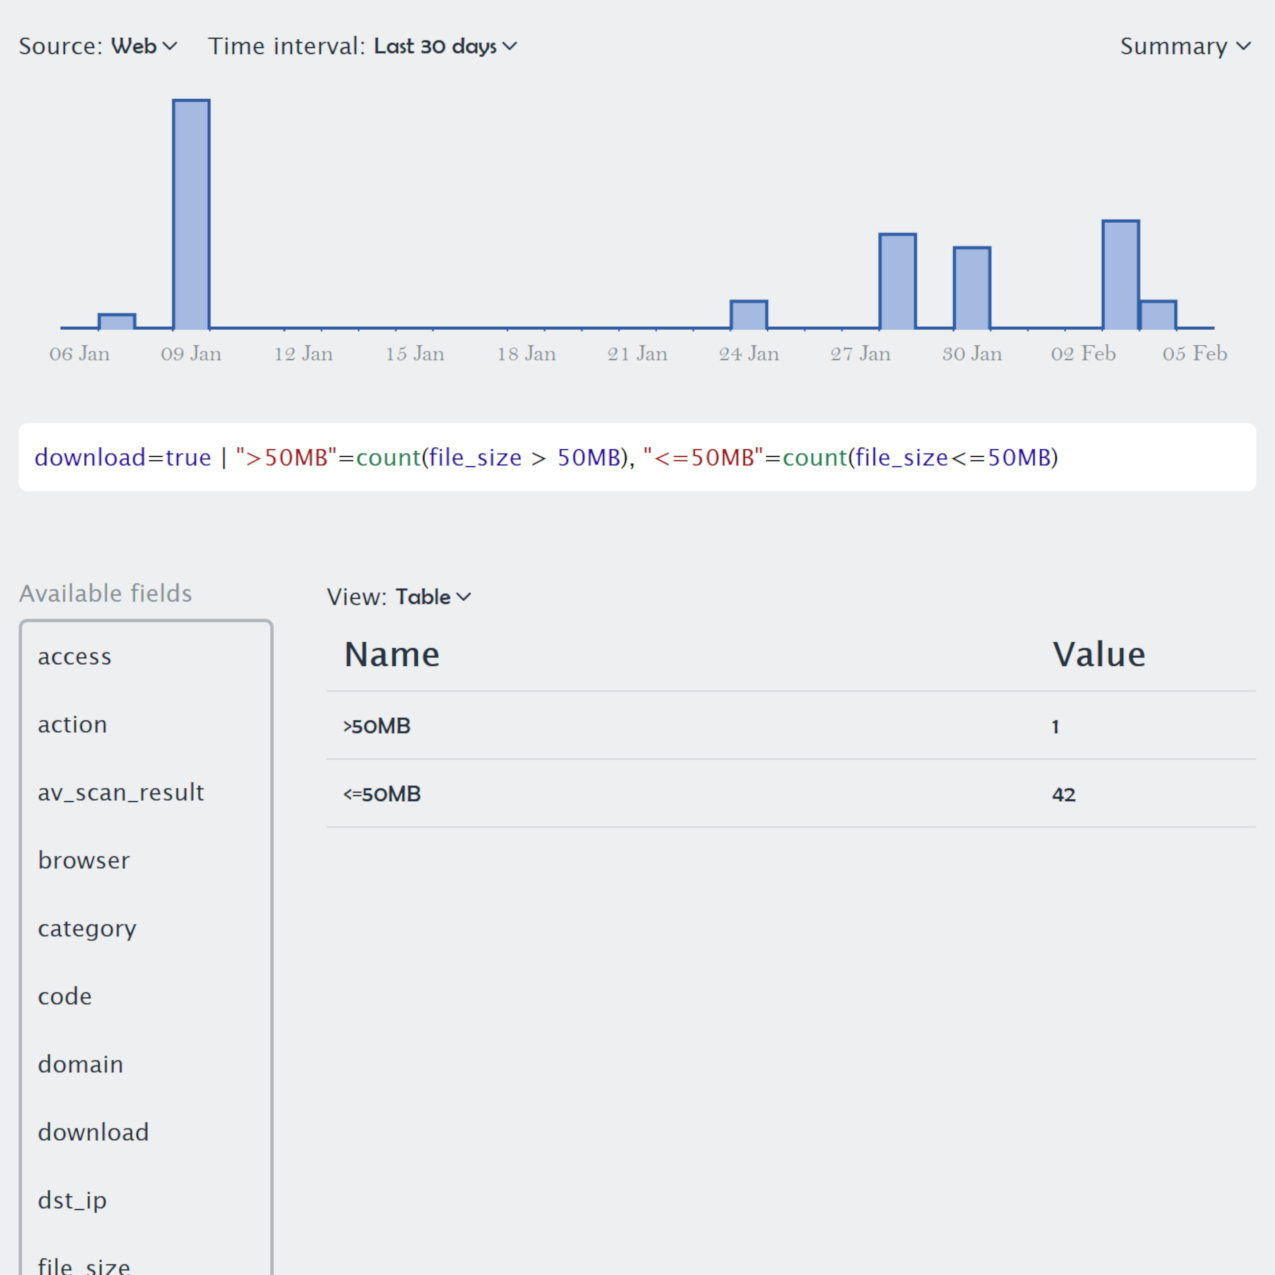 Source: Web Time interval: Last 30 days Summary
06 Jan 09 Jan 12 Jan 15 Jan 18 Jan 21 Jan 24 Jan 27 Jan 30 Jan 02 Feb 05 Feb
download=true | ">50MB"=count(file_size > 50MB), "<=50MB"=count(file_size<=50MB)
Available fields
access
action
av_scan_result
browser
category
code
domain
download
dst_ip
file_size
View: Table
Name Value
>50MB 1
<=50MB 42